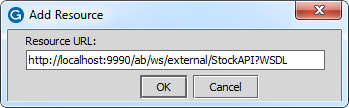 Add Resource
Resource URL:
http://localhost:9990/ab/ws/external/StockAPI?WSDL
OK Cancel